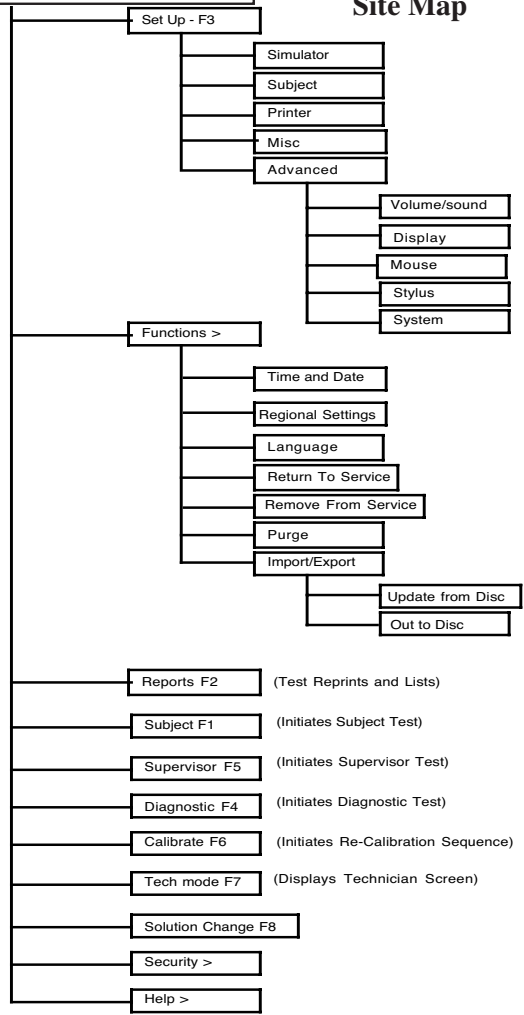 Site Map
Set Up - F3
Simulator
Subject
Printer
Misc
Advanced
Volume/sound
Display
Mouse
Stylus
System
Functions >
Time and Date
Regional Settings
Language
Return To Service
Remove From Service
Purge
Import/Export
Update from Disc
Out to Disc
Reports F2 (Test Reprints and Lists)
Subject F1 (Initiates Subject Test)
Supervisor F5 (Initiates Supervisor Test)
Diagnostic F4 (Initiates Diagnostic Test)
Calibrate F6 (Initiates Re-Calibration Sequence)
Tech mode F7 (Displays Technician Screen)
Solution Change F8
Security >
Help >